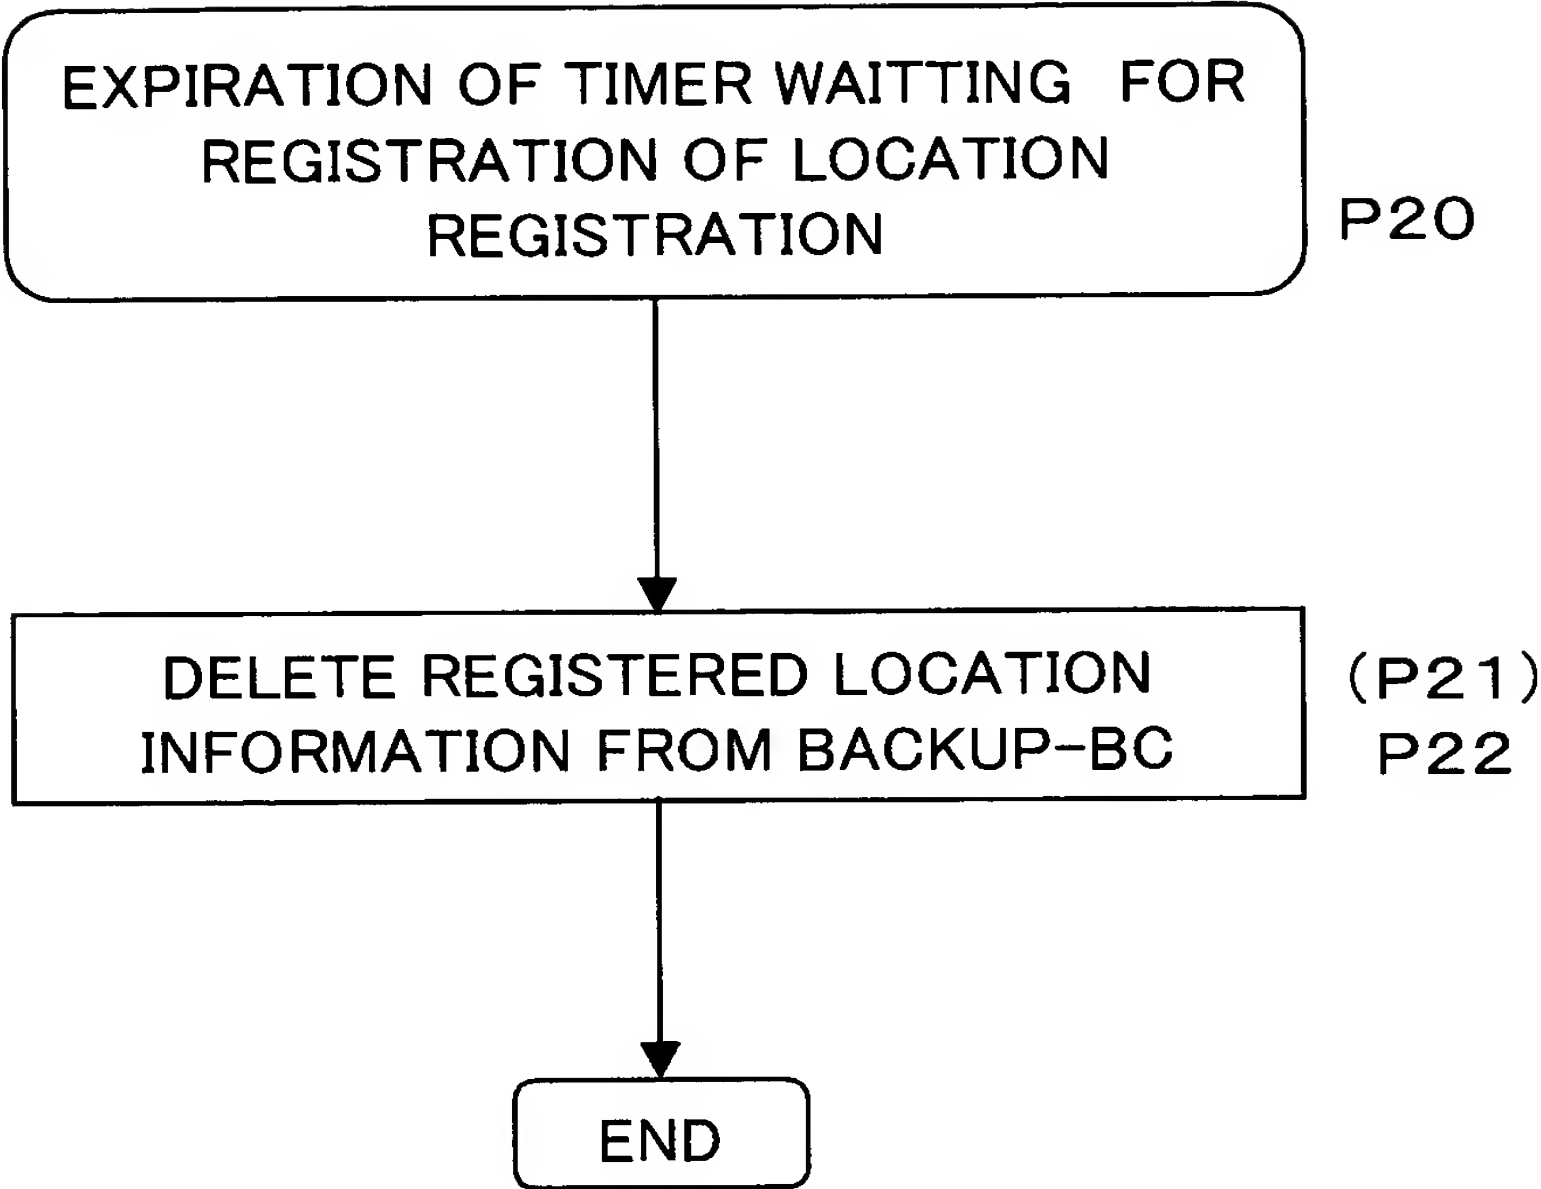 EXPIRATION OF TIMER WAITTING FOR
REGISTRATION OF LOCATION
REGISTRATION
P20
DELETE REGISTERED LOCATION
(P21)
INFORMATION FROM BACKUP-BC
P22
END